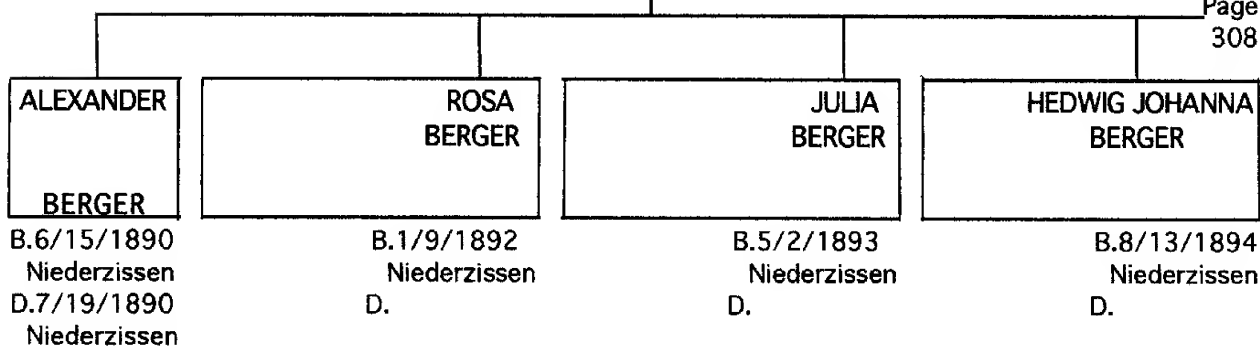 Page
308
ALEXANDER
BERGER
B.6/15/1890
Niederzissen
D.7/19/1890
Niederzissen
ROSA
BERGER
B.1/9/1892
Niederzissen
D.
JULIA
BERGER
B.5/2/1893
Niederzissen
D.
HEDWIG JOHANNA
BERGER
B.8/13/1894
Niederzissen
D.